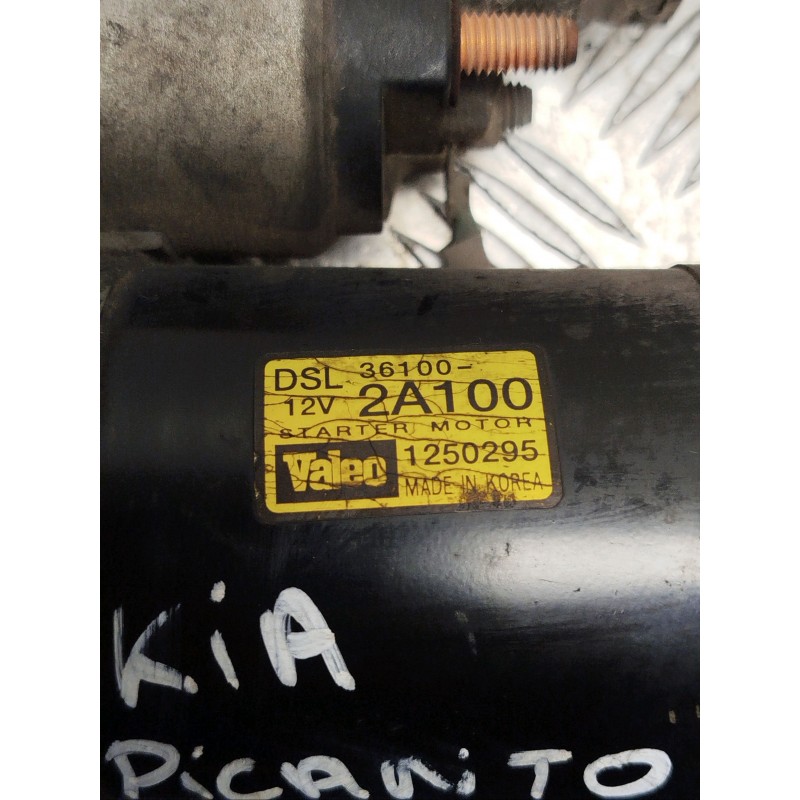 DSL 36100-
12V 2A100
STARTER MOTOR
Valeo 1250295
MADE IN KOREA
KiA
PiCANTO